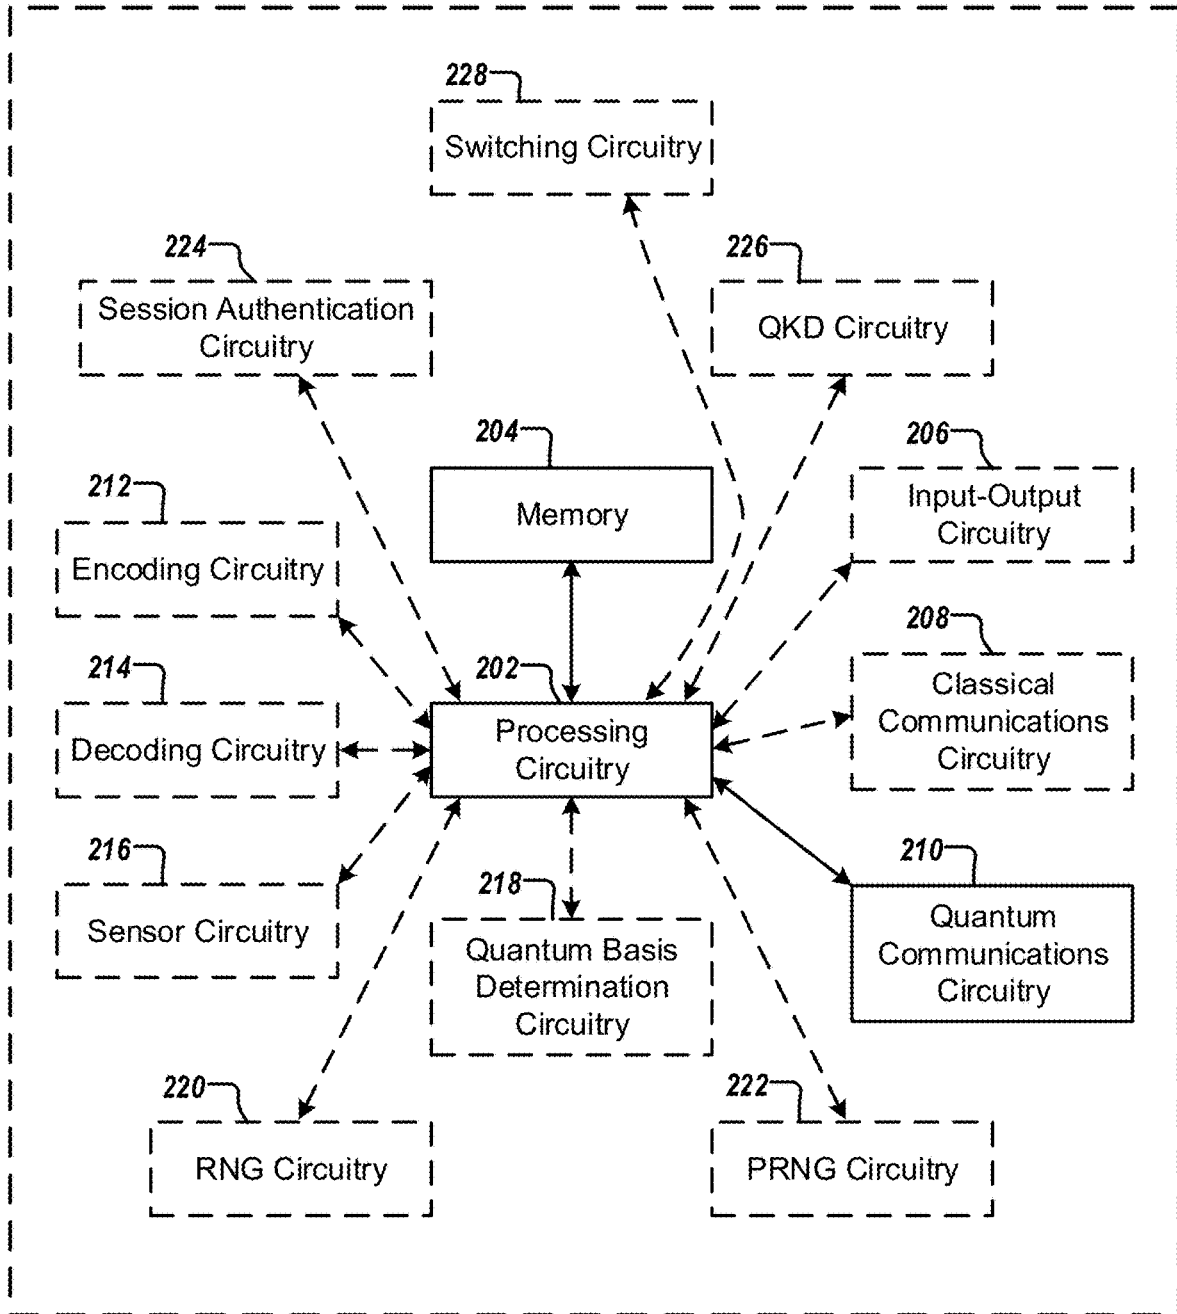 228
Switching Circuitry
224
Session Authentication
Circuitry
226
QKD Circuitry
204
Memory
206
Input-Output
Circuitry
212
Encoding Circuitry
208
Classical
Communications
Circuitry
214
Decoding Circuitry
202
Processing
Circuitry
216
Sensor Circuitry
218
Quantum Basis
Determination
Circuitry
210
Quantum
Communications
Circuitry
220
RNG Circuitry
222
PRNG Circuitry